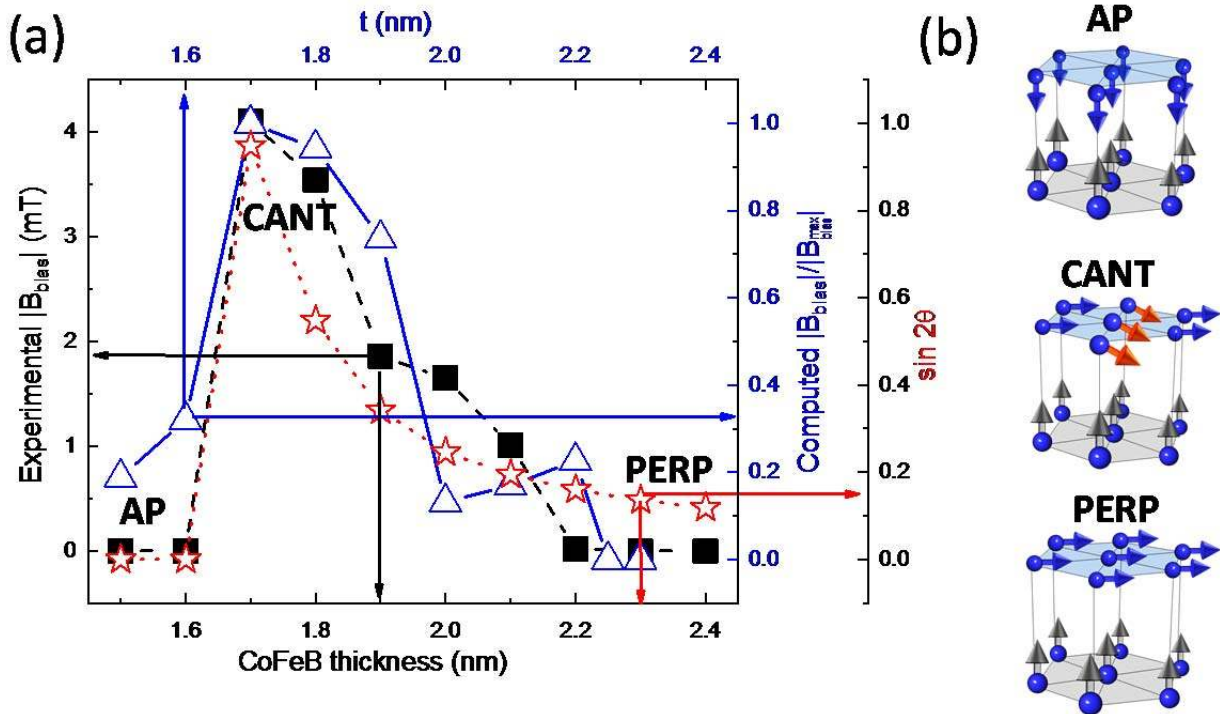 (a)
t (nm)
1.6 1.8 2.0 2.2 2.4
Experimental |B_bias| (mT)
4
3
2
1
0
CANT
AP
PERP
1.6 1.8 2.0 2.2 2.4
CoFeB thickness (nm)
1.0
0.8
0.6
0.4
0.2
0.0
Computed |B_bias|/|B^max_bias|
1.0
0.8
0.6
0.4
0.2
0.0
sin 2θ
(b)
AP
CANT
PERP